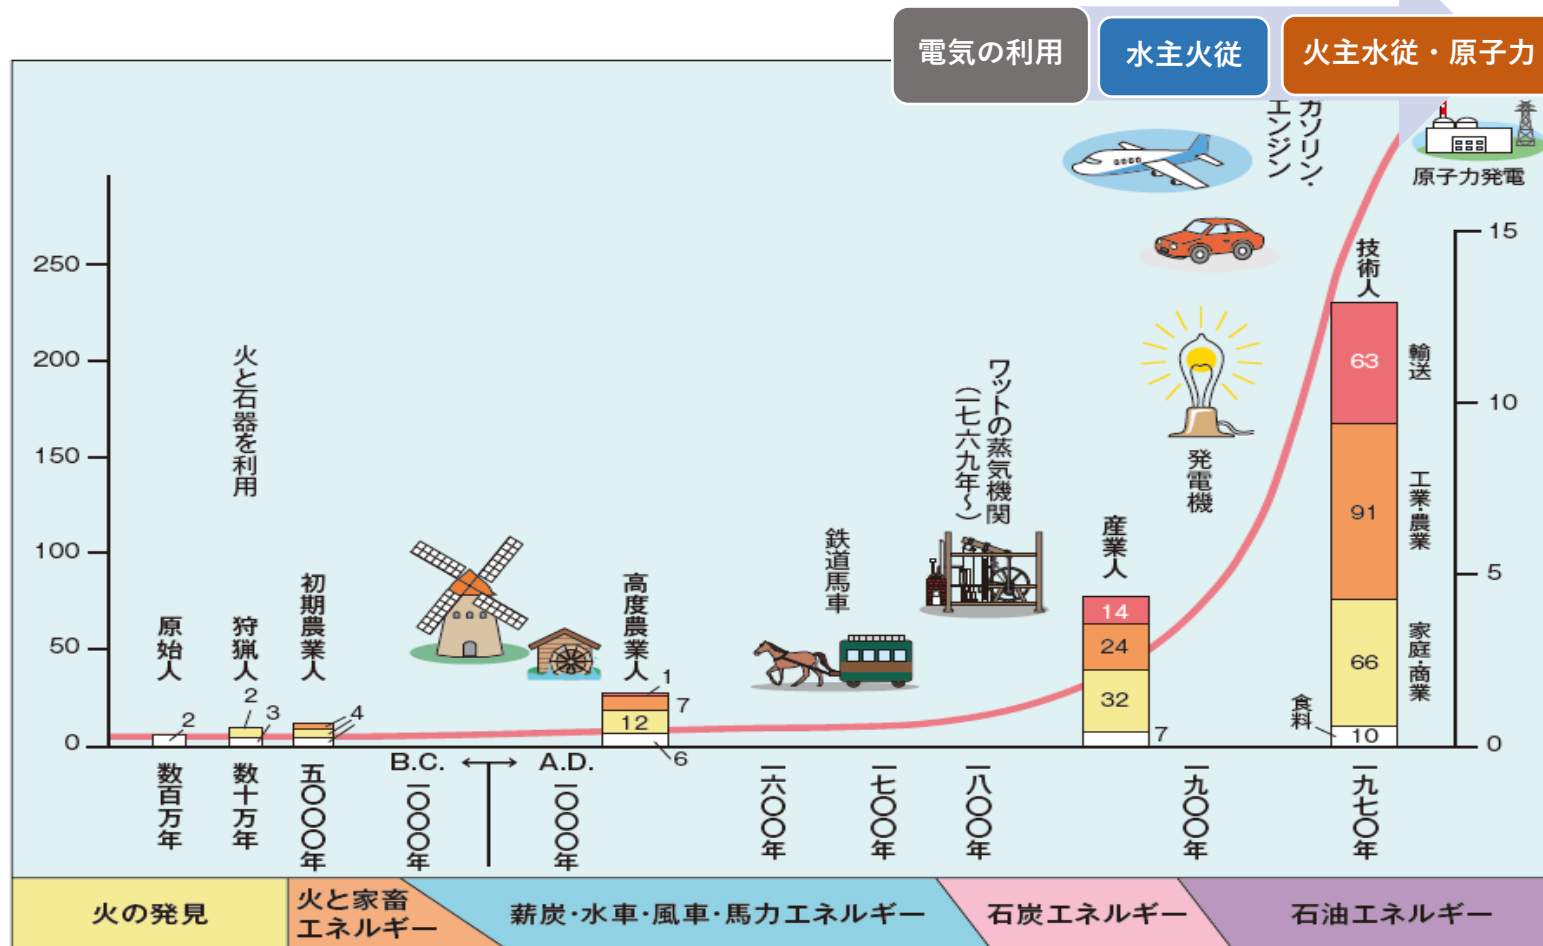 電気の利用
水主火従
火主水従・原子力
ガソリン・
エンジン
原子力発電
250
200
150
100
50
0
15
10
5
0
火と石器を利用
原始人
狩猟人
初期農業人
高度農業人
鉄道馬車
ワットの蒸気機関
（一七六九年～）
産業人
発電機
技術人
輸送
工業・農業
家庭・商業
食料
2
2
3
4
1
7
12
6
14
24
32
7
63
91
66
10
B.C.
A.D.
数百万年
数十万年
五〇〇〇年
一〇〇〇年
一〇〇〇年
一六〇〇年
一七〇〇年
一八〇〇年
一九〇〇年
一九七〇年
火の発見
火と家畜
エネルギー
薪炭・水車・風車・馬力エネルギー
石炭エネルギー
石油エネルギー